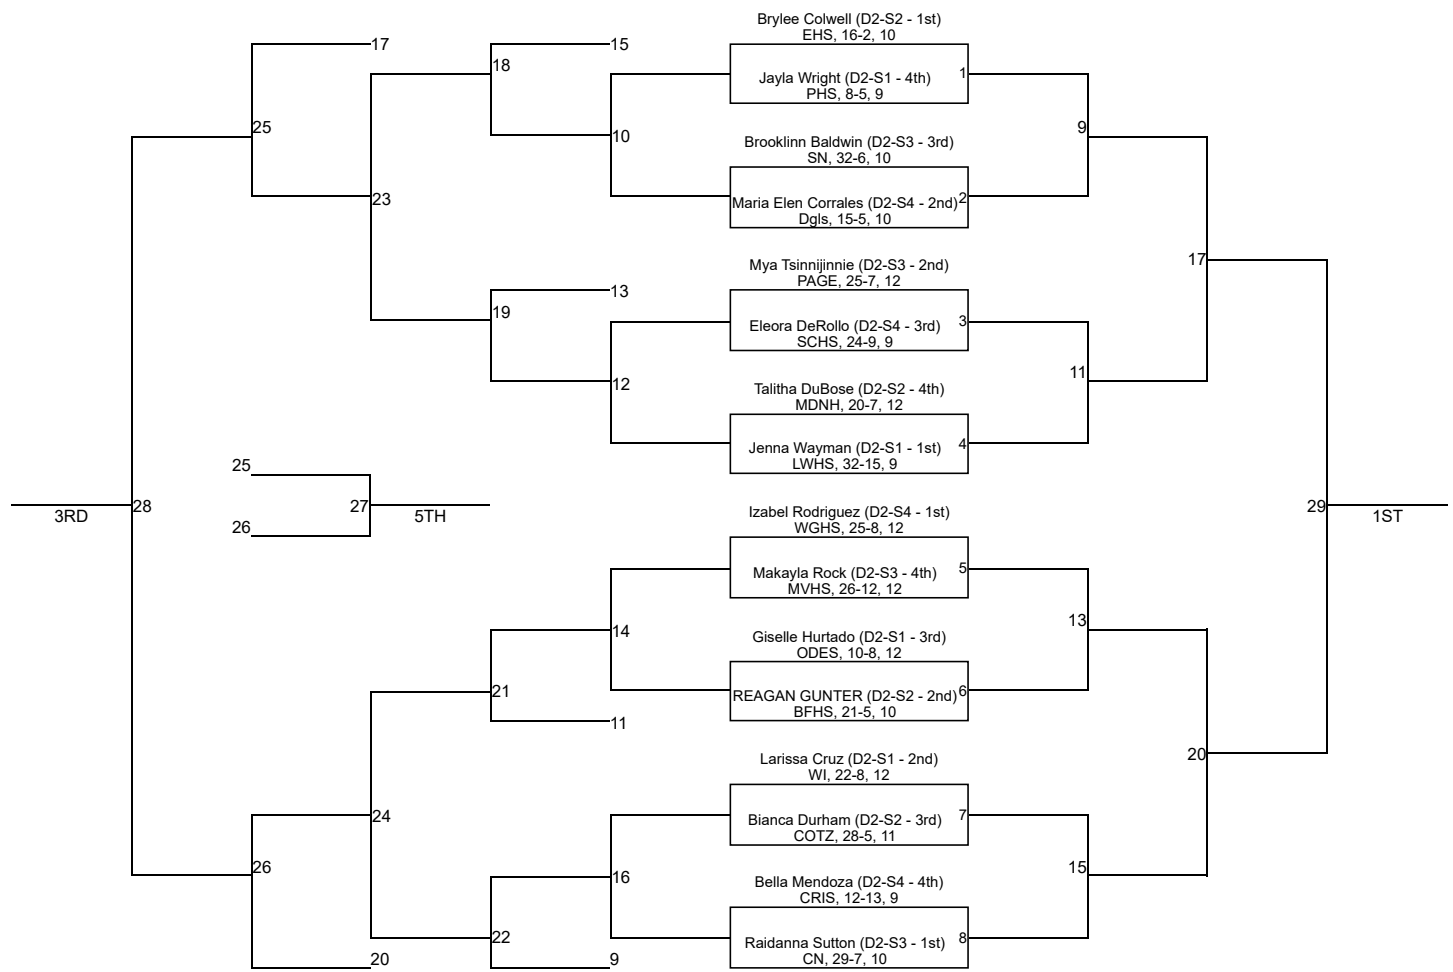 Brylee Colwell (D2-S2 - 1st)
EHS, 16-2, 10
17
15
18
Jayla Wright (D2-S1 - 4th)
1
PHS, 8-5, 9
25
9
10
Brooklinn Baldwin (D2-S3 - 3rd)
SN, 32-6, 10
23
Maria Elen Corrales (D2-S4 - 2nd)
2
Dgls, 15-5, 10
17
Mya Tsinnijinnie (D2-S3 - 2nd)
PAGE, 25-7, 12
13
19
Eleora DeRollo (D2-S4 - 3rd)
3
SCHS, 24-9, 9
11
12
Talitha DuBose (D2-S2 - 4th)
MDNH, 20-7, 12
Jenna Wayman (D2-S1 - 1st)
4
LWHS, 32-15, 9
25
28
27
29
3RD
5TH
1ST
26
Izabel Rodriguez (D2-S4 - 1st)
WGHS, 25-8, 12
Makayla Rock (D2-S3 - 4th)
5
MVHS, 26-12, 12
13
14
Giselle Hurtado (D2-S1 - 3rd)
ODES, 10-8, 12
21
REAGAN GUNTER (D2-S2 - 2nd)
6
BFHS, 21-5, 10
11
20
Larissa Cruz (D2-S1 - 2nd)
WI, 22-8, 12
24
Bianca Durham (D2-S2 - 3rd)
7
COTZ, 28-5, 11
26
15
16
Bella Mendoza (D2-S4 - 4th)
CRIS, 12-13, 9
22
Raidanna Sutton (D2-S3 - 1st)
8
CN, 29-7, 10
20
9